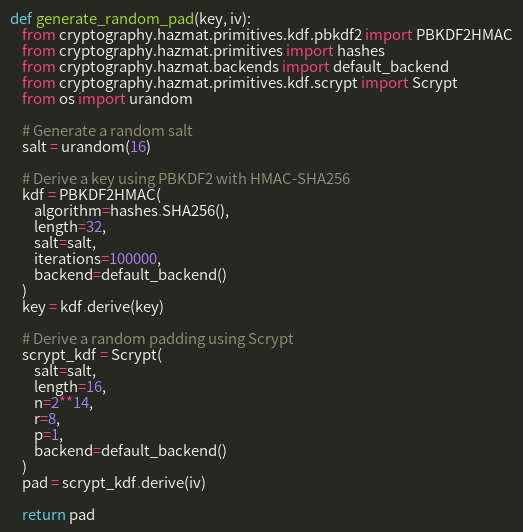 def generate_random_pad(key, iv):
    from cryptography.hazmat.primitives.kdf.pbkdf2 import PBKDF2HMAC
    from cryptography.hazmat.primitives import hashes
    from cryptography.hazmat.backends import default_backend
    from cryptography.hazmat.primitives.kdf.scrypt import Scrypt
    from os import urandom

    # Generate a random salt
    salt = urandom(16)

    # Derive a key using PBKDF2 with HMAC-SHA256
    kdf = PBKDF2HMAC(
        algorithm=hashes.SHA256(),
        length=32,
        salt=salt,
        iterations=100000,
        backend=default_backend()
    )
    key = kdf.derive(key)

    # Derive a random padding using Scrypt
    scrypt_kdf = Scrypt(
        salt=salt,
        length=16,
        n=2**14,
        r=8,
        p=1,
        backend=default_backend()
    )
    pad = scrypt_kdf.derive(iv)

    return pad